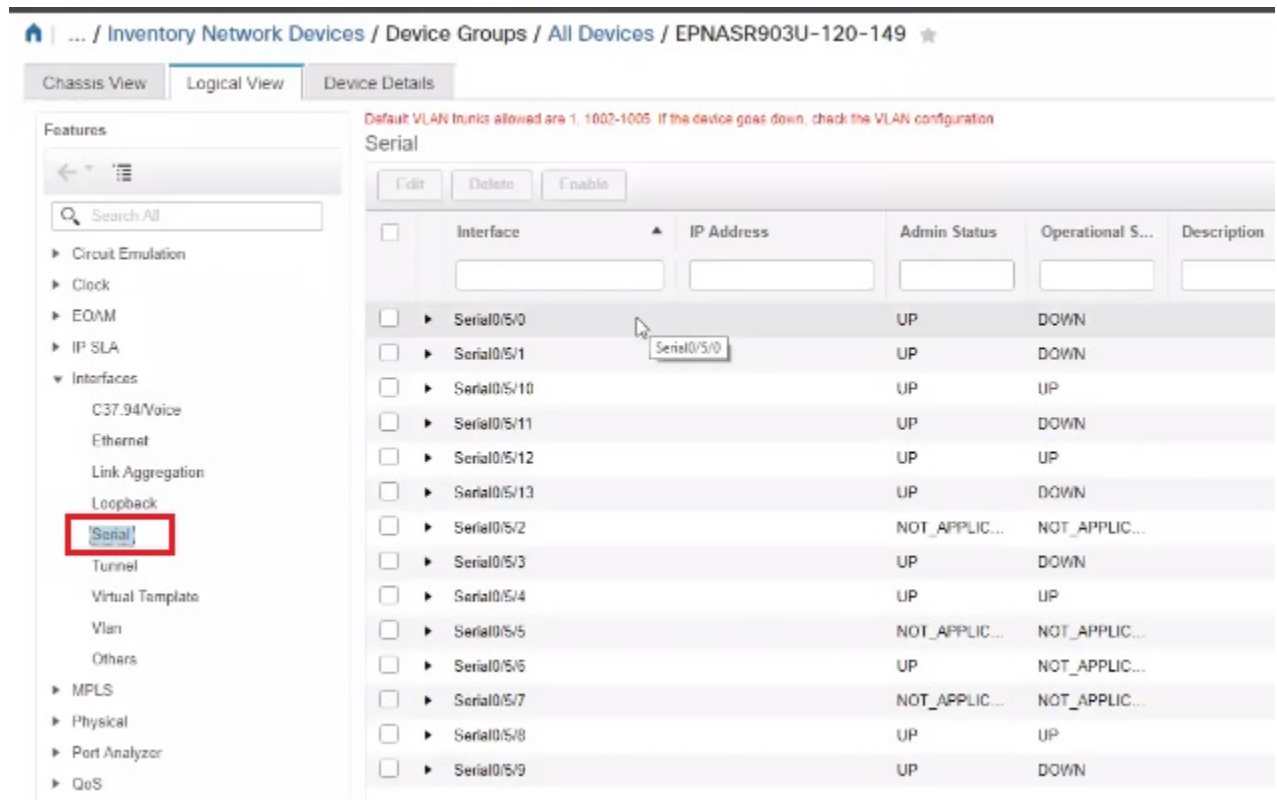 ... / Inventory Network Devices / Device Groups / All Devices / EPNASR903U-120-149
Chassis View Logical View Device Details
Features
Search All
Circuit Emulation
Clock
EOAM
IP SLA
Interfaces
C37.94/Voice
Ethernet
Link Aggregation
Loopback
Serial
Tunnel
Virtual Template
Vlan
Others
MPLS
Physical
Port Analyzer
QoS
Default VLAN trunks allowed are 1, 1002-1005. If the device goes down, check the VLAN configuration
Serial
Edit Delete Enable
Interface IP Address Admin Status Operational S... Description
Serial0/5/0 UP DOWN
Serial0/5/0
Serial0/5/1 UP DOWN
Serial0/5/10 UP UP
Serial0/5/11 UP DOWN
Serial0/5/12 UP UP
Serial0/5/13 UP DOWN
Serial0/5/2 NOT_APPLIC... NOT_APPLIC...
Serial0/5/3 UP DOWN
Serial0/5/4 UP UP
Serial0/5/5 NOT_APPLIC... NOT_APPLIC...
Serial0/5/6 UP NOT_APPLIC...
Serial0/5/7 NOT_APPLIC... NOT_APPLIC...
Serial0/5/8 UP UP
Serial0/5/9 UP DOWN